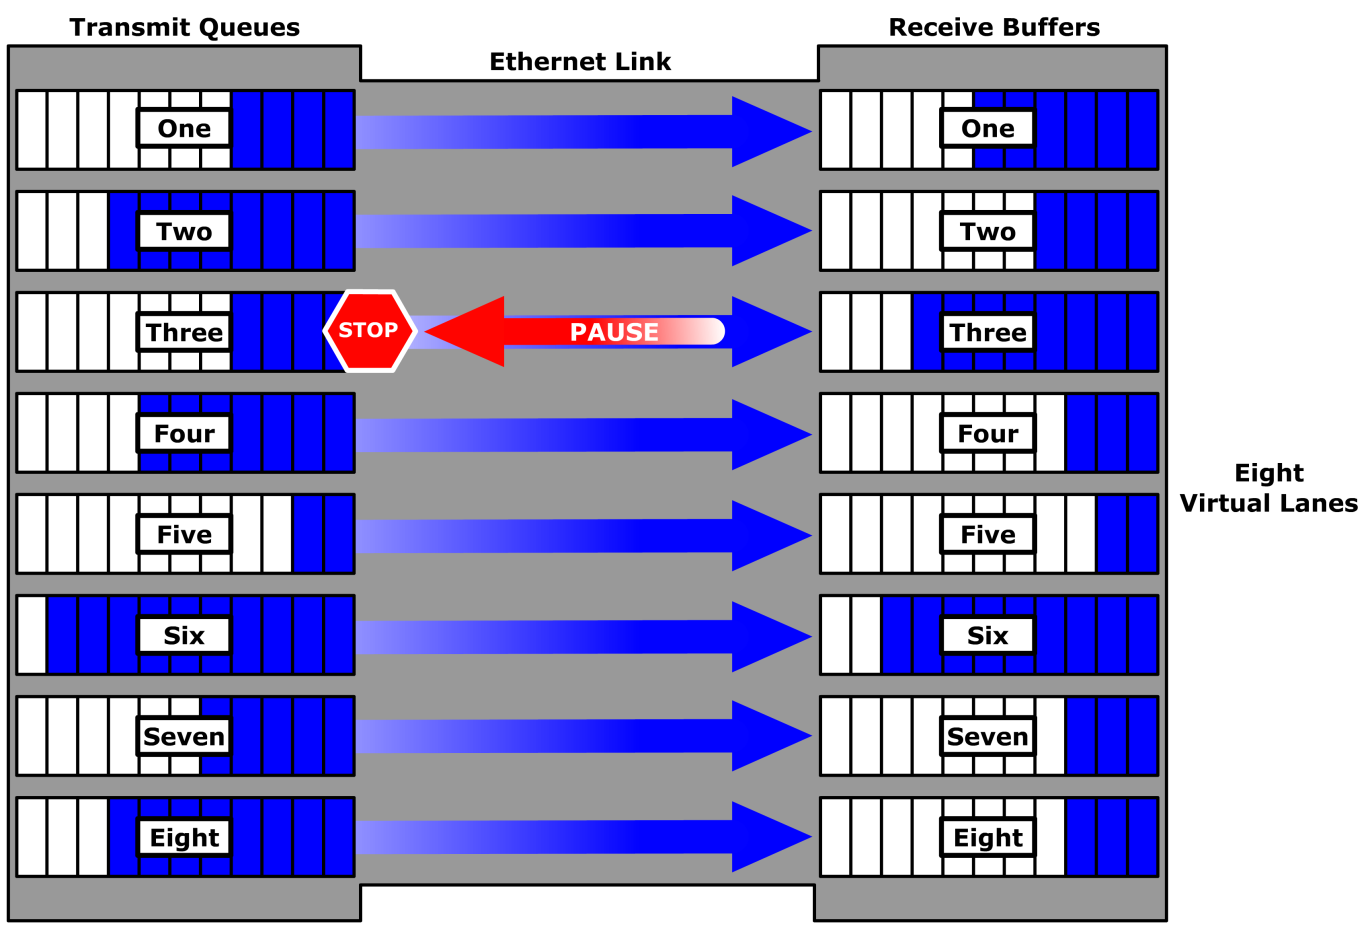 Transmit Queues
Receive Buffers
Ethernet Link
One
One
Two
Two
Three
STOP
PAUSE
Three
Four
Four
Five
Five
Six
Six
Seven
Seven
Eight
Eight
Eight
Virtual Lanes